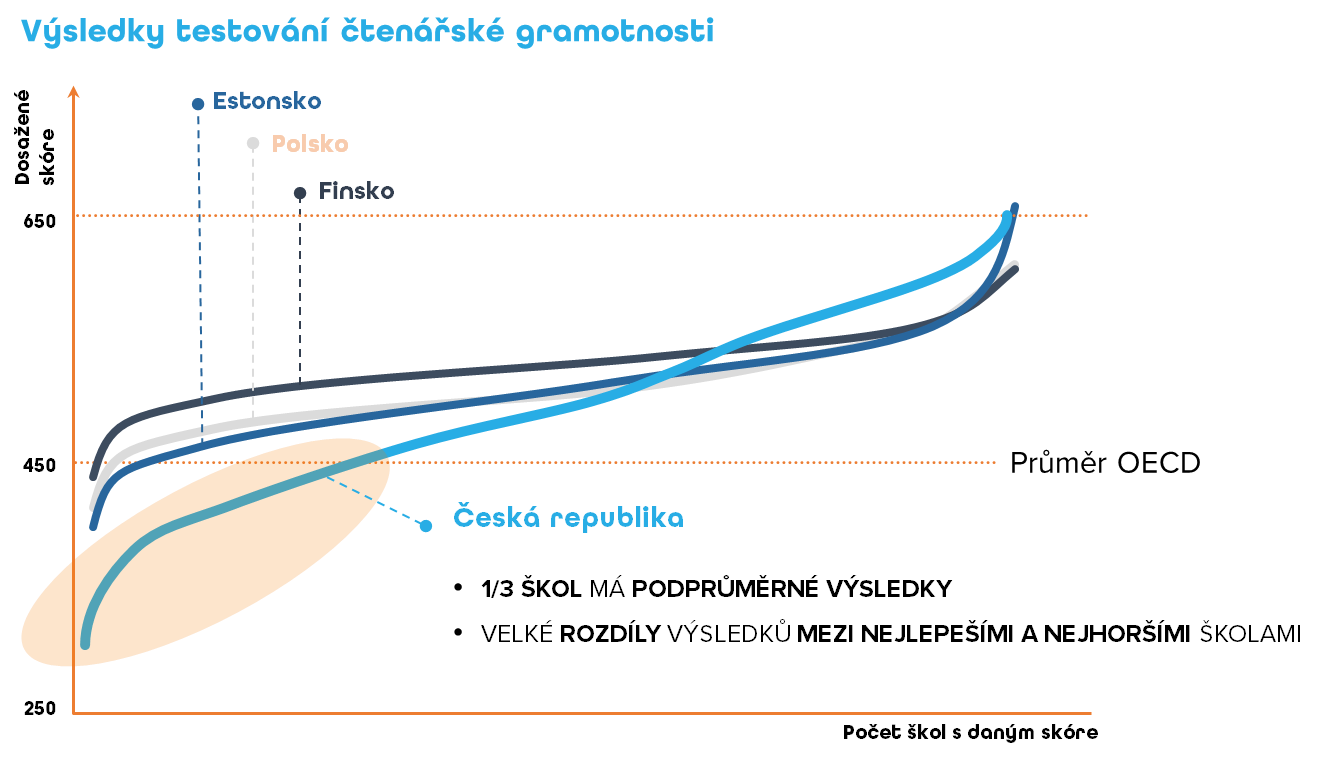 Výsledky testování čtenářské gramotnosti
Dosažené
skóre
Estonsko
Polsko
Finsko
650
450
Průměr OECD
Česká republika
• 1/3 ŠKOL MÁ PODPRŮMĚRNÉ VÝSLEDKY
• VELKÉ ROZDÍLY VÝSLEDKŮ MEZI NEJLEPEŠÍMI A NEJHORŠÍMI ŠKOLAMI
250
Počet škol s daným skóre